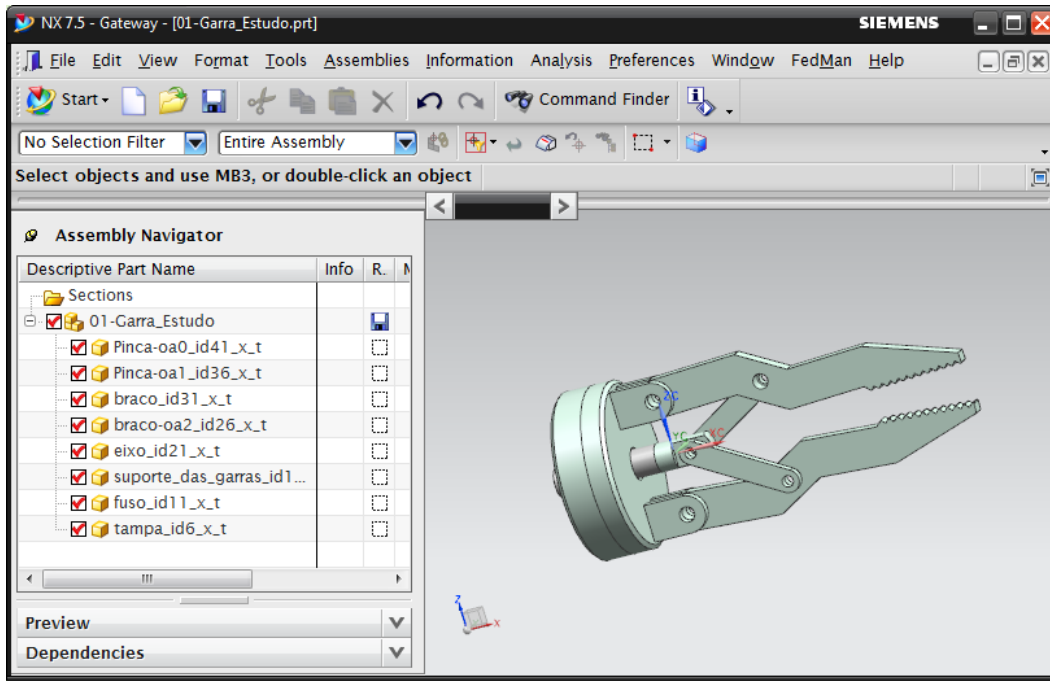 NX 7.5 - Gateway - [01-Garra_Estudo.prt] SIEMENS
File Edit View Format Tools Assemblies Information Analysis Preferences Window FedMan Help
Start Command Finder
No Selection Filter Entire Assembly
Select objects and use MB3, or double-click an object
Assembly Navigator
Descriptive Part Name Info R. M
Sections
01-Garra_Estudo
Pinca-oa0_id41_x_t
Pinca-oa1_id36_x_t
braco_id31_x_t
braco-oa2_id26_x_t
eixo_id21_x_t
suporte_das_garras_id1...
fuso_id11_x_t
tampa_id6_x_t
ZC
YC XC
Z
X
Preview
Dependencies